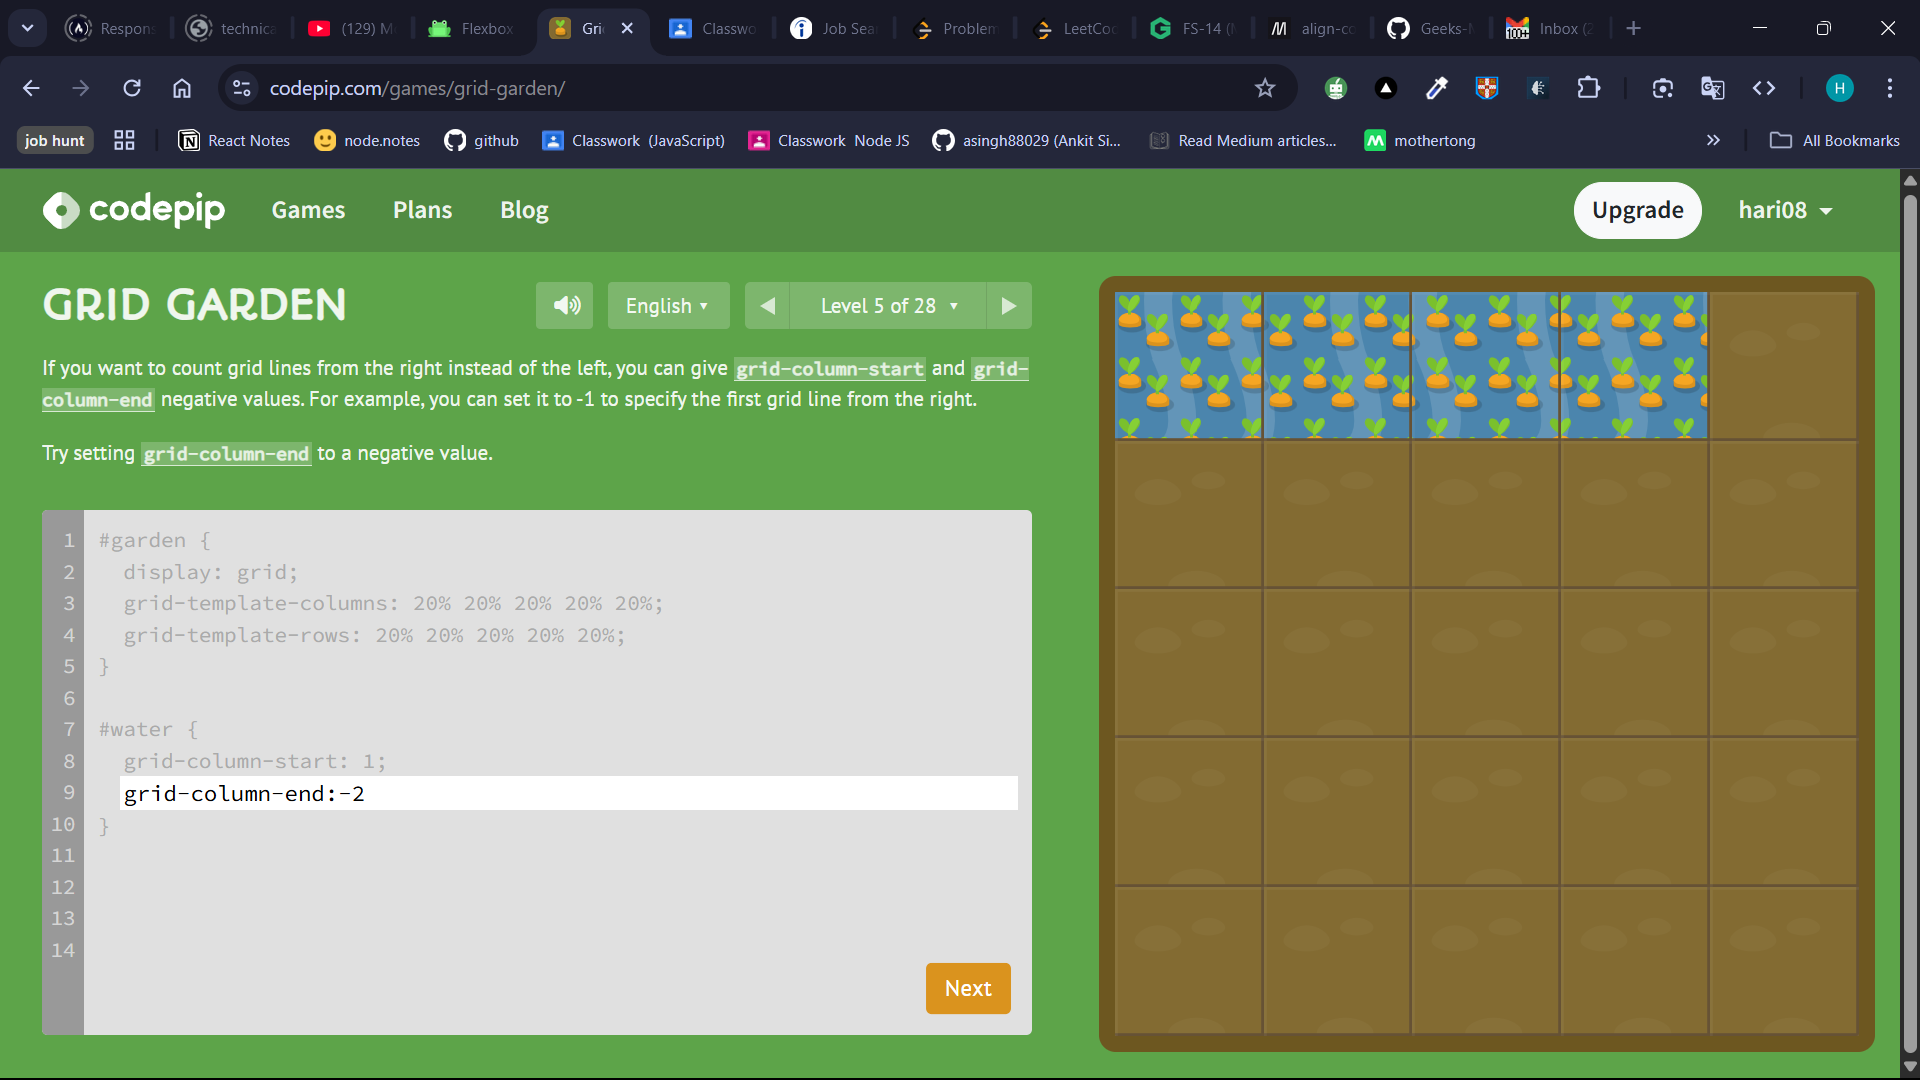 Respons
technica
(129) M
Flexbox
Gri
Classwo
Job Sea
Problem
LeetCo
FS-14 (
align-co
Geeks-
Inbox (2
codepip.com/games/grid-garden/
H
job hunt
React Notes
node.notes
github
Classwork (JavaScript)
Classwork Node JS
asingh88029 (Ankit Si...
Read Medium articles...
mothertong
All Bookmarks
codepip
Games
Plans
Blog
Upgrade
hari08
GRID GARDEN
English
Level 5 of 28
If you want to count grid lines from the right instead of the left, you can give grid-column-start and grid-
column-end negative values. For example, you can set it to -1 to specify the first grid line from the right.
Try setting grid-column-end to a negative value.
1 #garden {
2 display: grid;
3 grid-template-columns: 20% 20% 20% 20% 20%;
4 grid-template-rows: 20% 20% 20% 20% 20%;
5 }
6
7 #water {
8 grid-column-start: 1;
9 grid-column-end:-2
10 }
11
12
13
14
Next